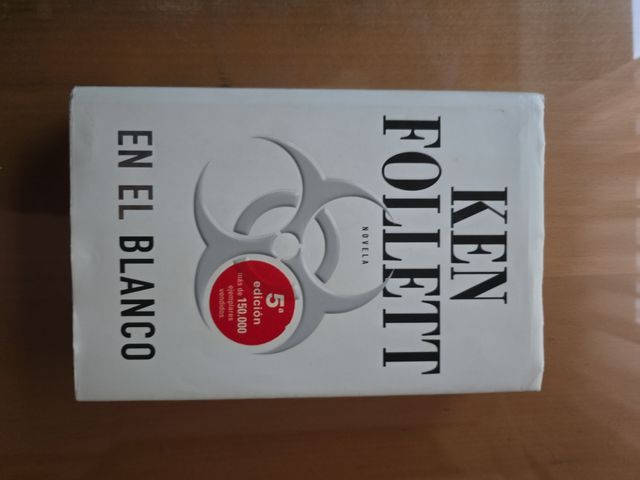 KEN
FOLLETT
NOVELA
5ª
edición
más de 150.000
ejemplares
vendidos
EN EL BLANCO